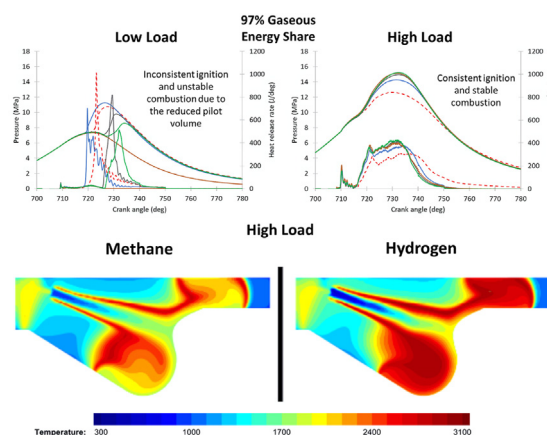 97% Gaseous
Energy Share
Low Load
High Load
Inconsistent ignition
and unstable
combustion due to
the reduced pilot
volume
Pressure (MPa)
18
16
14
12
10
8
6
4
2
0
1200
1000
800
600
400
200
0
Heat release rate (J/deg)
700 710 720 730 740 750 760 770 780
Crank angle (deg)
Consistent ignition
and stable
combustion
Pressure (MPa)
18
16
14
12
10
8
6
4
2
0
1200
1000
800
600
400
200
0
Heat release rate (J/deg)
700 710 720 730 740 750 760 770 780
Crank angle (deg)
High Load
Methane
Hydrogen
Temperature: 300 1000 1700 2400 3100